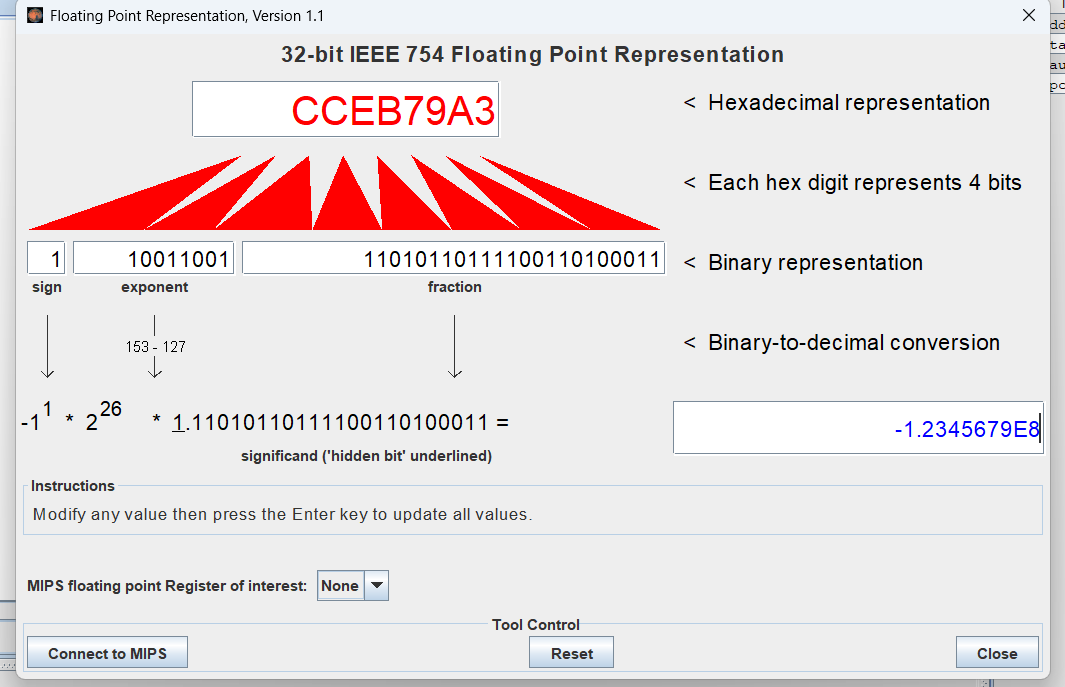 Floating Point Representation, Version 1.1
32-bit IEEE 754 Floating Point Representation
CCEB79A3
< Hexadecimal representation
< Each hex digit represents 4 bits
1 10011001 11010110111100110100011
< Binary representation
sign exponent fraction
153 - 127
< Binary-to-decimal conversion
-1^1 * 2^26 * 1.11010110111100110100011 =
-1.2345679E8
significand ('hidden bit' underlined)
Instructions
Modify any value then press the Enter key to update all values.
MIPS floating point Register of interest: None
Tool Control
Connect to MIPS Reset Close